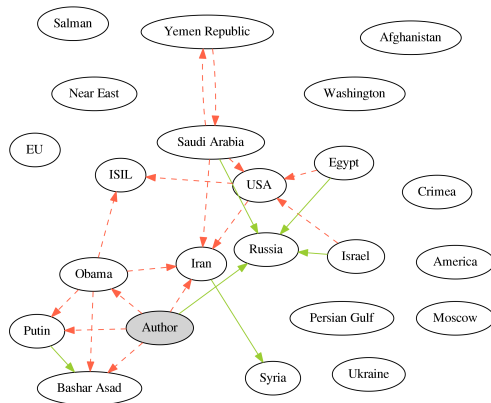 Salman
Yemen Republic
Afghanistan
Near East
Washington
EU
Saudi Arabia
ISIL
USA
Egypt
Crimea
Obama
Iran
Russia
Israel
America
Putin
Author
Persian Gulf
Moscow
Bashar Asad
Syria
Ukraine